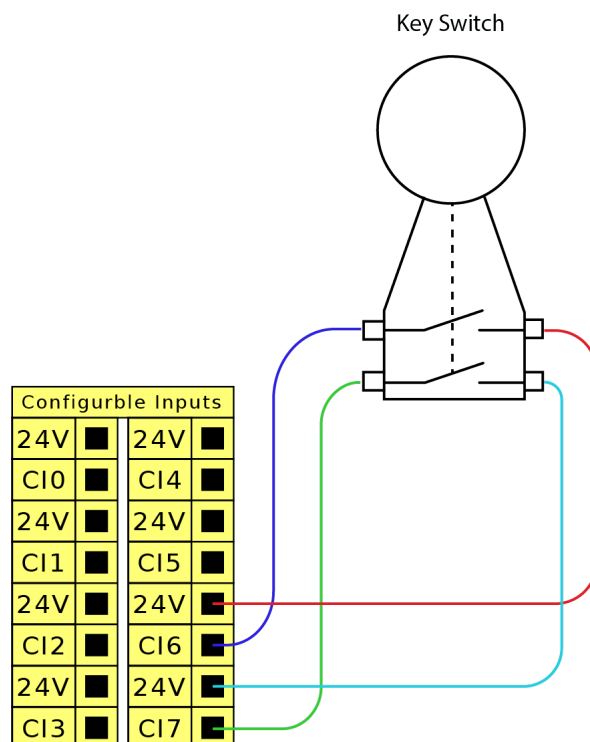 Key Switch
Configurble Inputs
24V 24V
CI0 CI4
24V 24V
CI1 CI5
24V 24V
CI2 CI6
24V 24V
CI3 CI7